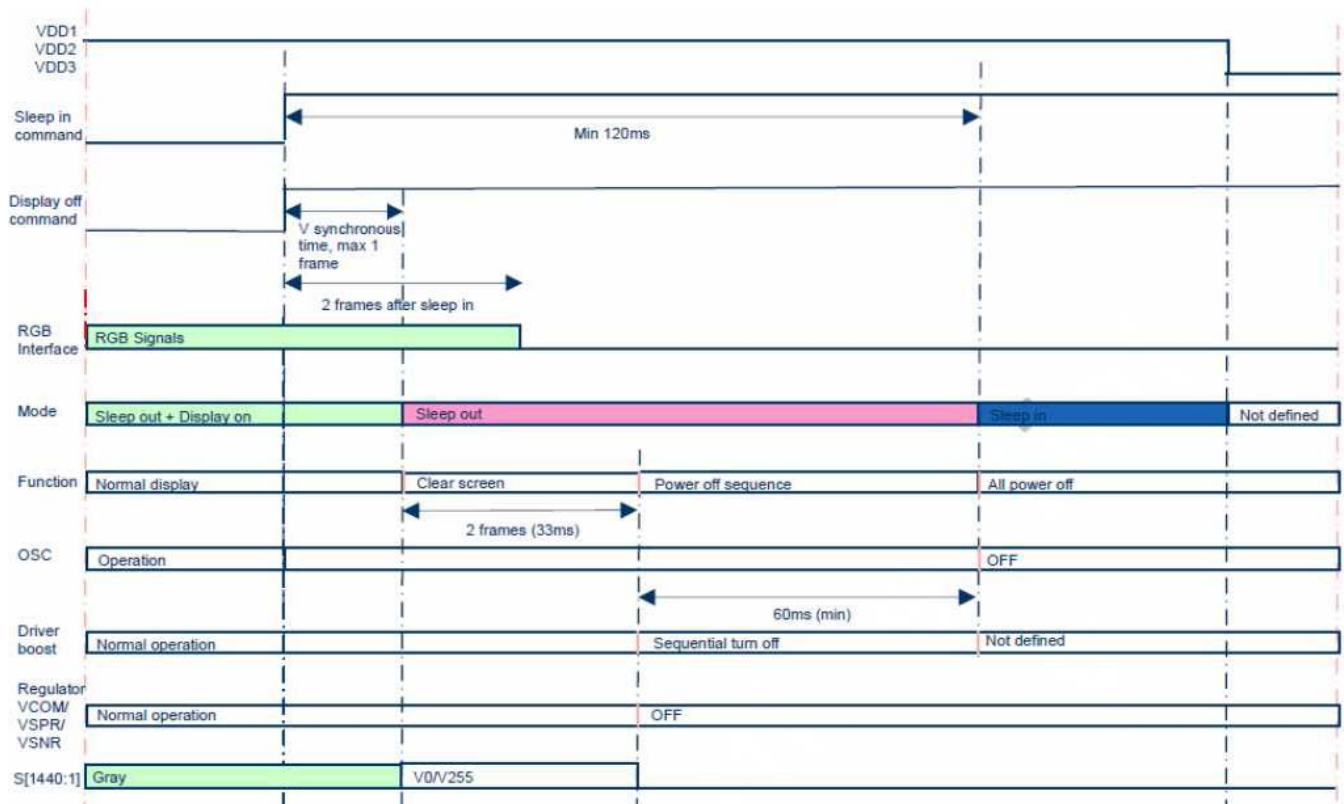 VDD1
VDD2
VDD3
Sleep in
command
Min 120ms
Display off
command
V synchronous
time, max 1
frame
2 frames after sleep in
RGB
Interface
RGB Signals
Mode
Sleep out + Display on
Sleep out
Sleep in
Not defined
Function
Normal display
Clear screen
Power off sequence
All power off
2 frames (33ms)
OSC
Operation
OFF
60ms (min)
Driver
boost
Normal operation
Sequential turn off
Not defined
Regulator
VCOM/
VSPR/
VSNR
Normal operation
OFF
S[1440:1]
Gray
V0/V255